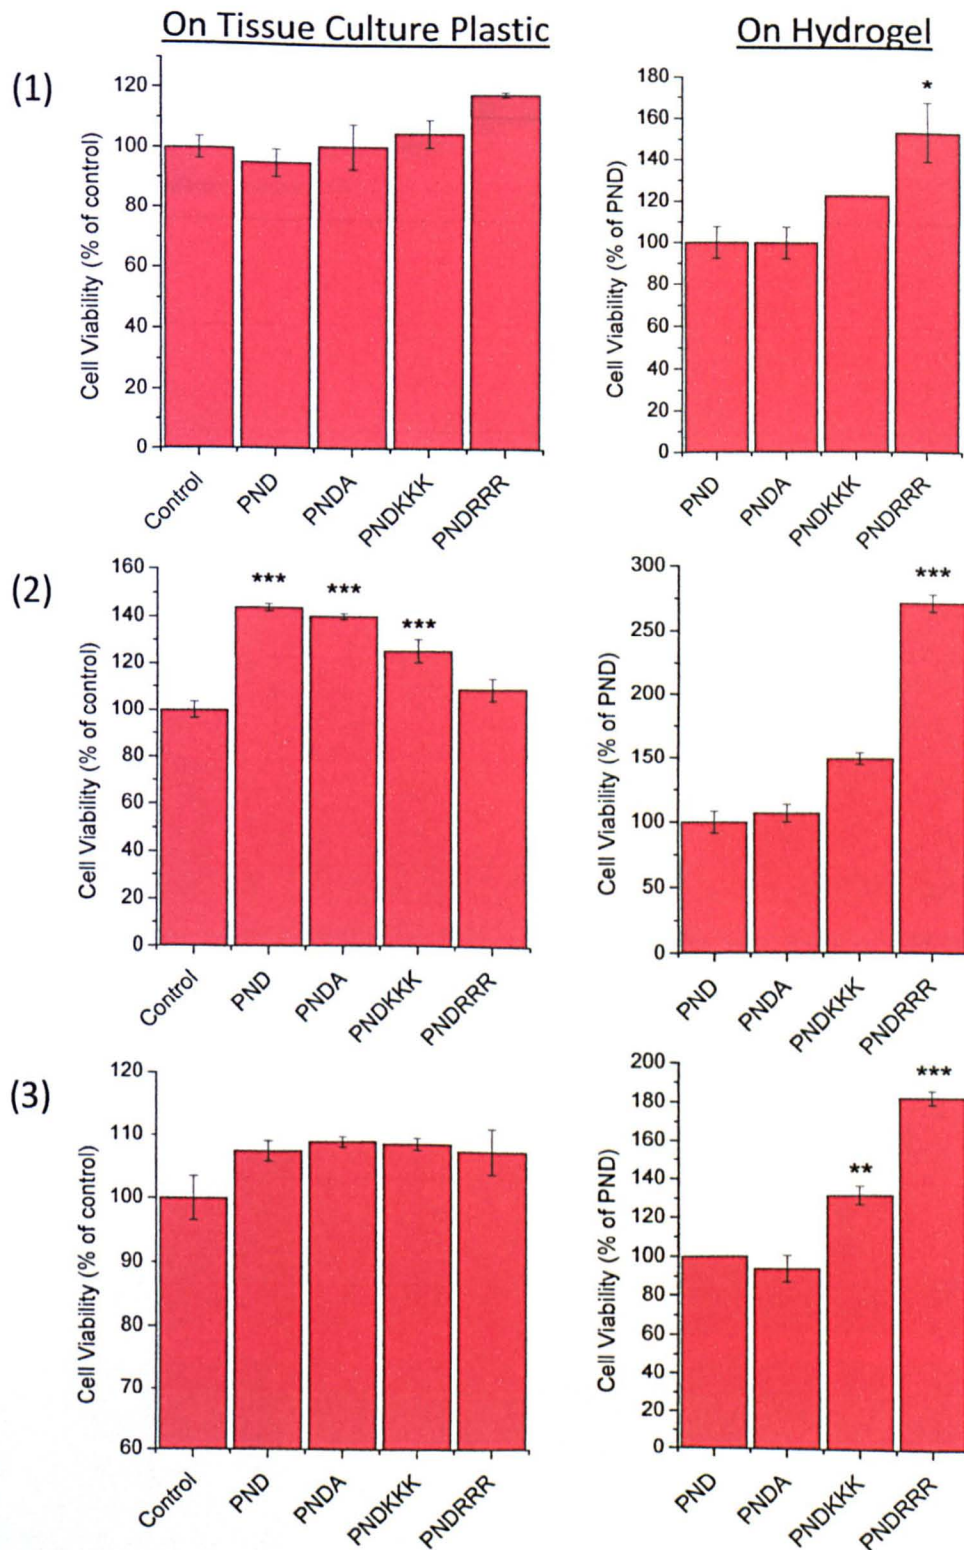 On Tissue Culture Plastic
On Hydrogel
(1)
Cell Viability (% of control)
120
100
80
60
40
20
0
Control
PND
PNDA
PNDKKK
PNDRRR
Cell Viability (% of PND)
180
160
140
120
100
80
60
40
20
0
*
PND
PNDA
PNDKKK
PNDRRR
(2)
Cell Viability (% of control)
160
140
120
100
80
60
40
20
0
***
***
***
Control
PND
PNDA
PNDKKK
PNDRRR
Cell Viability (% of PND)
300
250
200
150
100
50
0
***
PND
PNDA
PNDKKK
PNDRRR
(3)
Cell Viability (% of control)
120
110
100
90
80
70
60
Control
PND
PNDA
PNDKKK
PNDRRR
Cell Viability (% of PND)
200
180
160
140
130
120
100
80
60
40
20
0
**
***
PND
PNDA
PNDKKK
PNDRRR